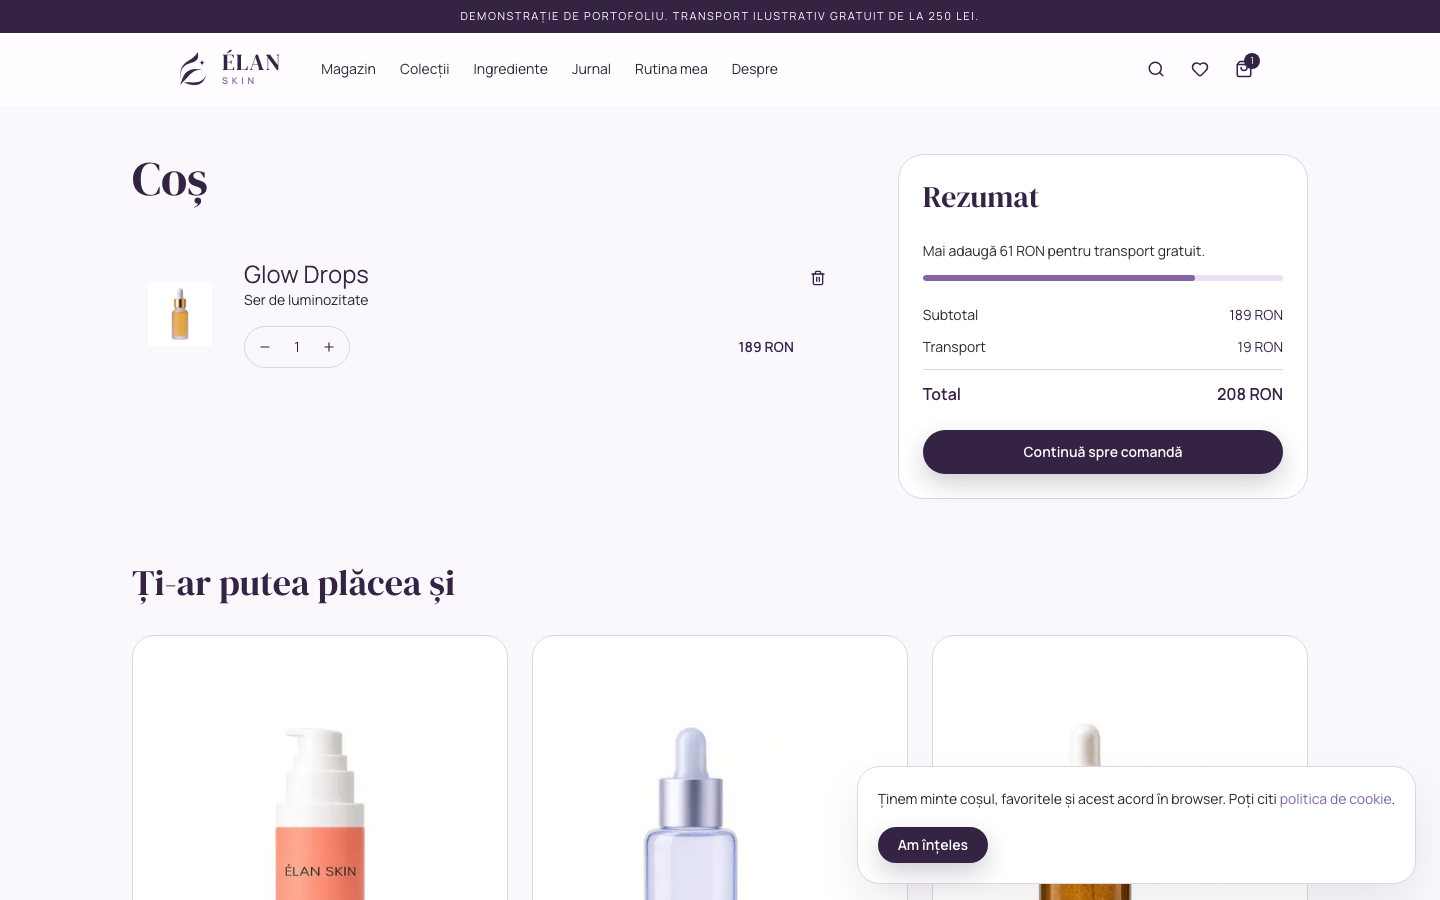 DEMONSTRAȚIE DE PORTOFOLIU. TRANSPORT ILUSTRATIV GRATUIT DE LA 250 LEI.
ÉLAN
SKIN
Magazin
Colecții
Ingrediente
Jurnal
Rutina mea
Despre
1
Coș
Glow Drops
Ser de luminozitate
1
189 RON
Rezumat
Mai adaugă 61 RON pentru transport gratuit.
Subtotal 189 RON
Transport 19 RON
Total 208 RON
Continuă spre comandă
Ți-ar putea plăcea și
ÉLAN SKIN
Ținem minte coșul, favoritele și acest acord în browser. Poți citi politica de cookie.
Am înțeles